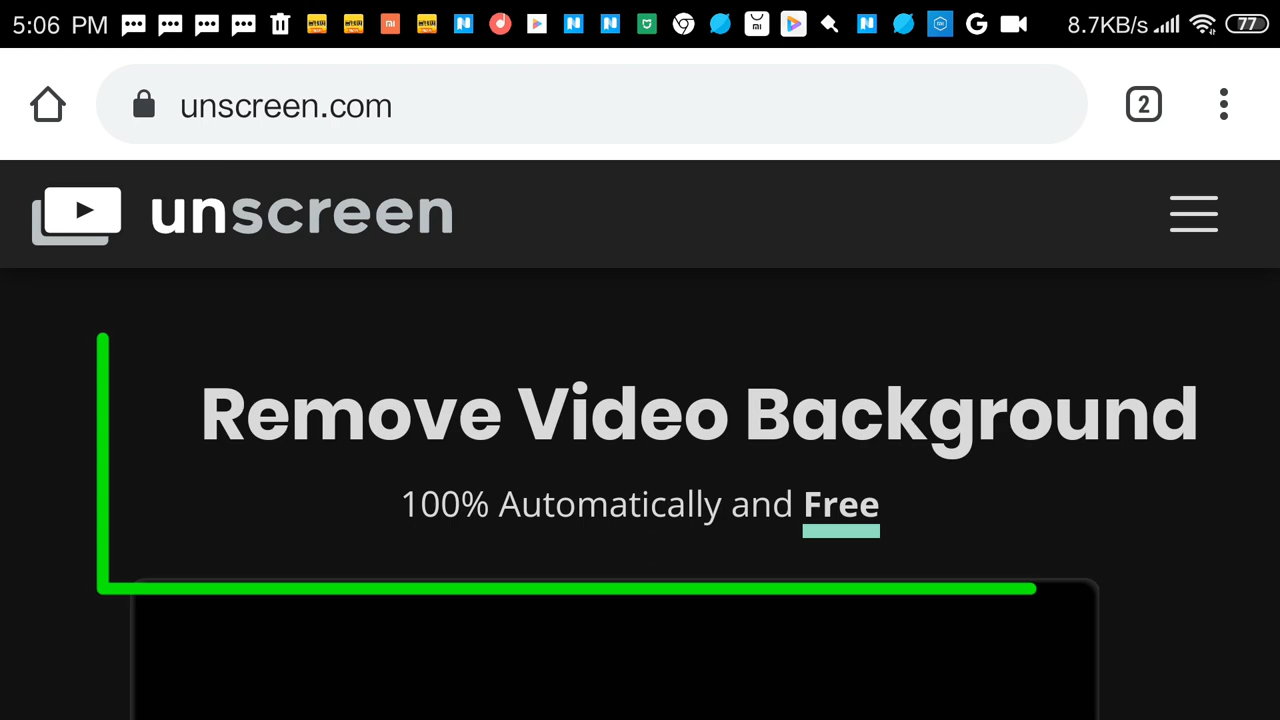 5:06 PM 8.7KB/s 77
unscreen.com 2
unscreen
Remove Video Background
100% Automatically and Free